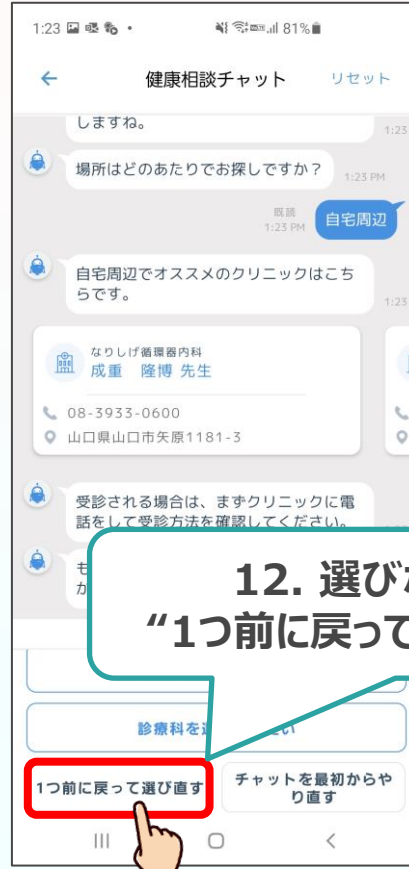 1:23
81%
健康相談チャット
リセット
しますね。
1:23
場所はどのあたりでお探しですか？
1:23 PM
既読
1:23 PM
自宅周辺
自宅周辺でオススメのクリニックはこち
らです。
1:23
なりしげ循環器内科
成重 隆博 先生
08-3933-0600
山口県山口市矢原1181-3
受診される場合は、まずクリニックに電
話をして受診方法を確認してください。
も
か
12. 選び
“1つ前に戻って
診療科を
1つ前に戻って選び直す
チャットを最初からや
り直す